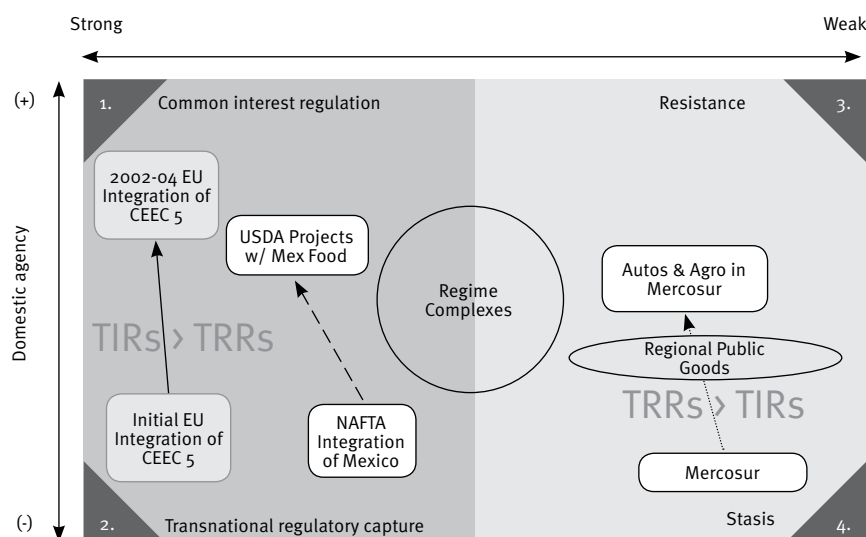 Strong
Weak
(+)
1.
Common interest regulation
Resistance
3.
2002-04 EU
Integration of
CEEC 5
USDA Projects
w/ Mex Food
Autos & Agro in
Mercosur
Regime
Complexes
Domestic agency
TIRs > TRRs
Regional Public
Goods
TRRs > TIRs
Initial EU
Integration of
CEEC 5
NAFTA
Integration
of Mexico
Mercosur
(-)
2.
Transnational regulatory capture
Stasis
4.